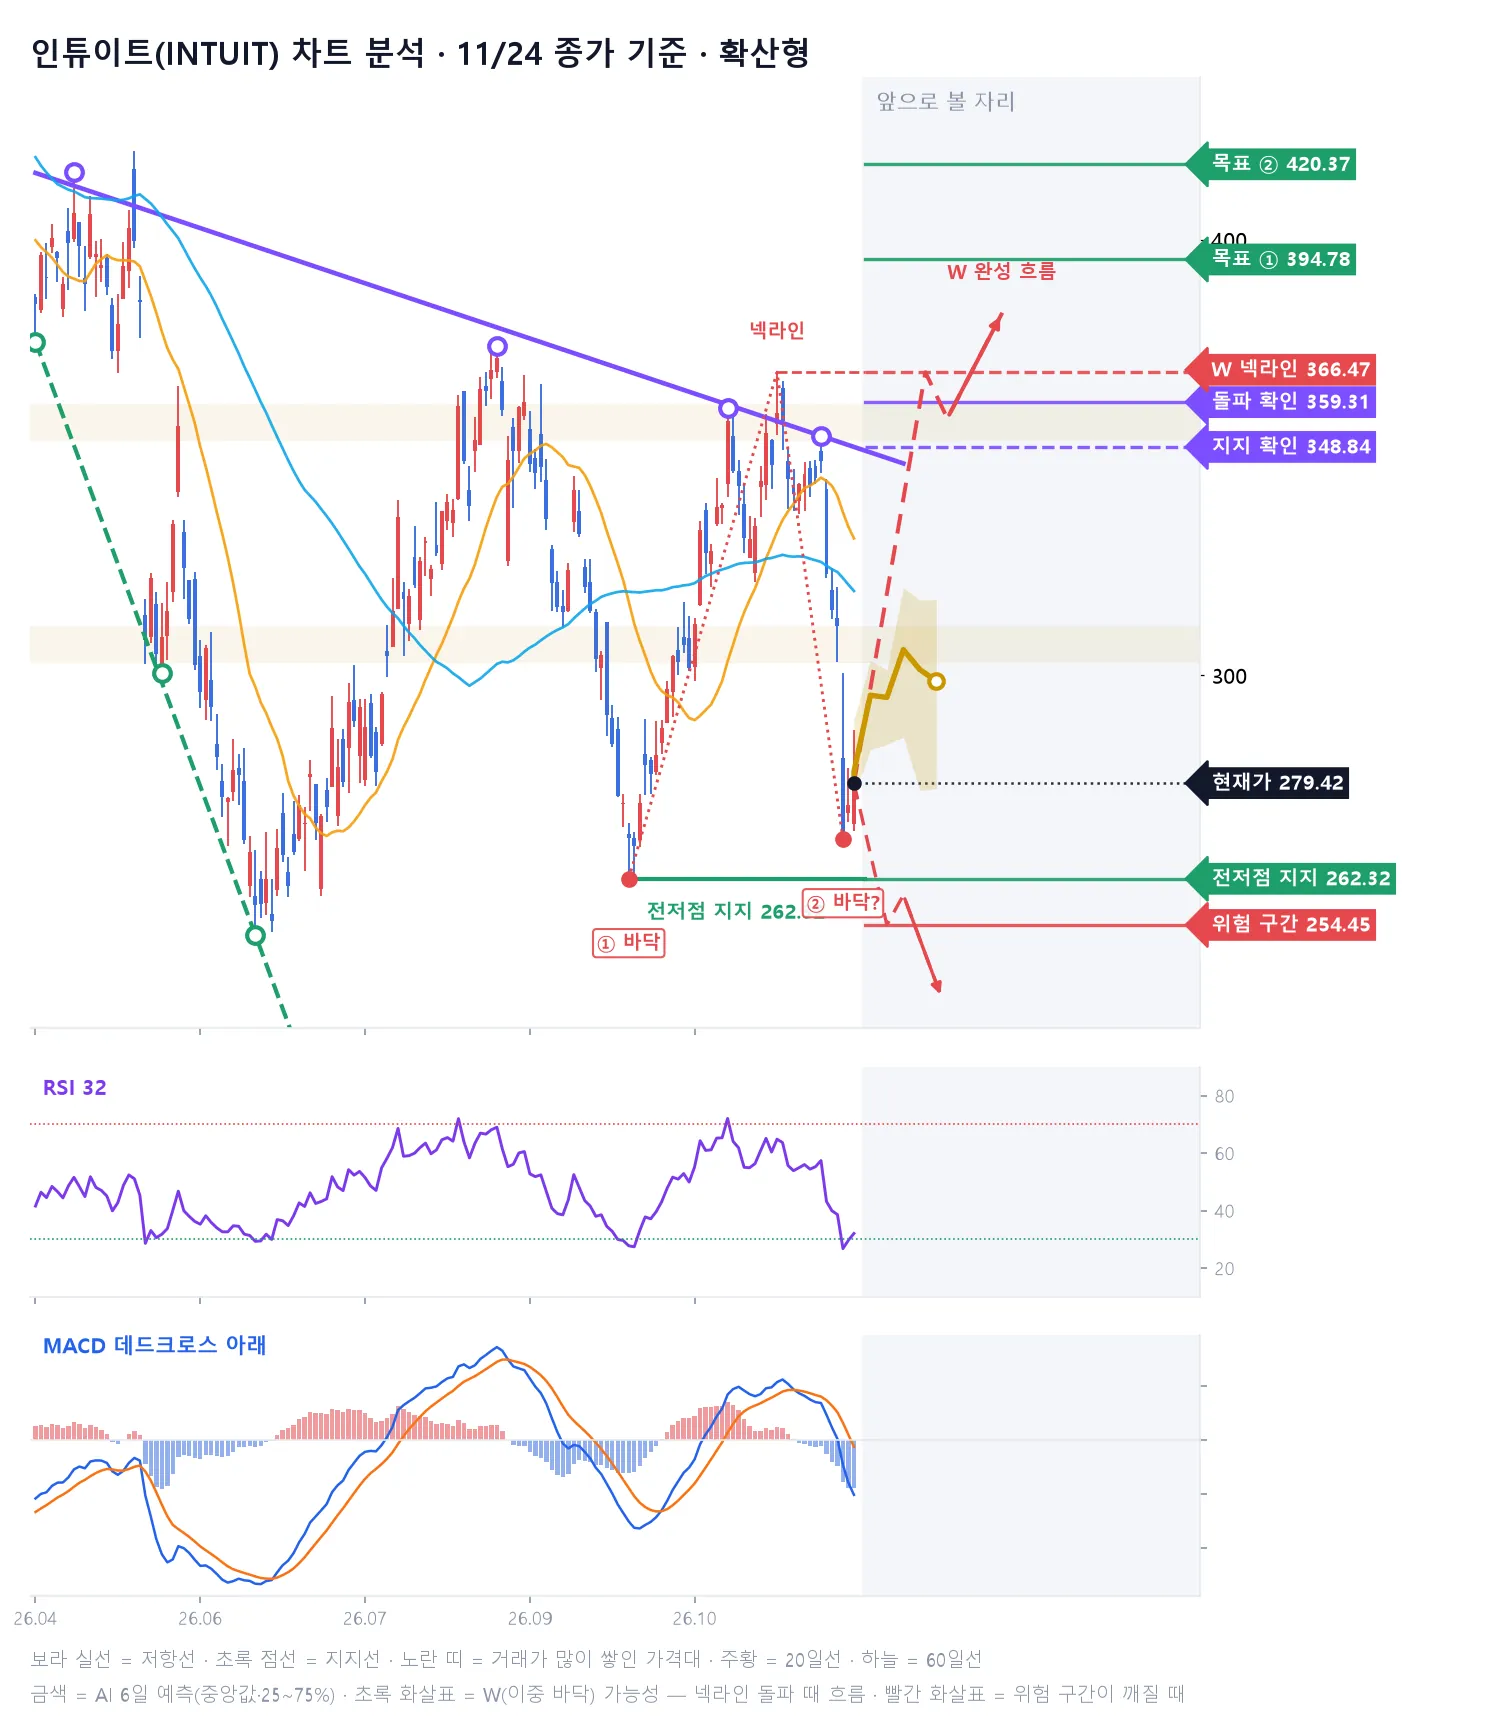 인튜이트(INTUIT) 차트 분석 · 11/24 종가 기준 · 확산형
앞으로 볼 자리
목표 ② 420.37
400
목표 ① 394.78
W 완성 흐름
넥라인
W 넥라인 366.47
돌파 확인 359.31
지지 확인 348.84
300
현재가 279.42
전저점 지지 262.32
전저점 지지 262.
② 바닥?
위험 구간 254.45
① 바닥
RSI 32
80
60
40
20
MACD 데드크로스 아래
26.04 26.06 26.07 26.09 26.10
보라 실선 = 저항선 · 초록 점선 = 지지선 · 노란 띠 = 거래가 많이 쌓인 가격대 · 주황 = 20일선 · 하늘 = 60일선
금색 = AI 6일 예측(중앙값·25~75%) · 초록 화살표 = W(이중 바닥) 가능성 — 넥라인 돌파 때 흐름 · 빨간 화살표 = 위험 구간이 깨질 때